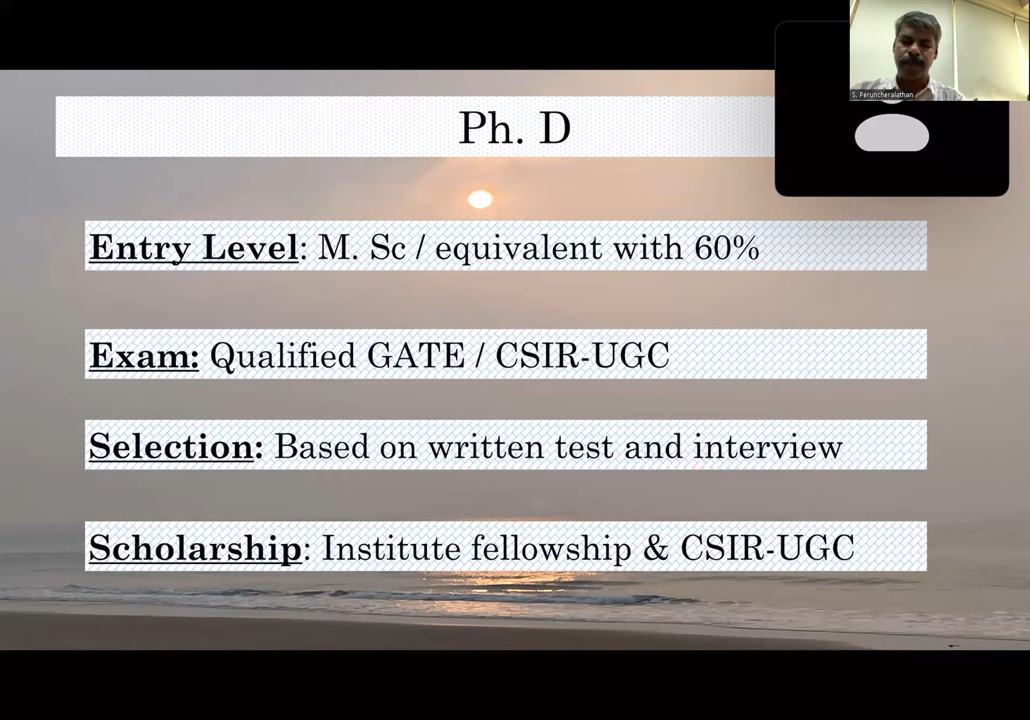 S. Peruncheralathan
Ph. D
Entry Level: M. Sc / equivalent with 60%
Exam: Qualified GATE / CSIR-UGC
Selection: Based on written test and interview
Scholarship: Institute fellowship & CSIR-UGC